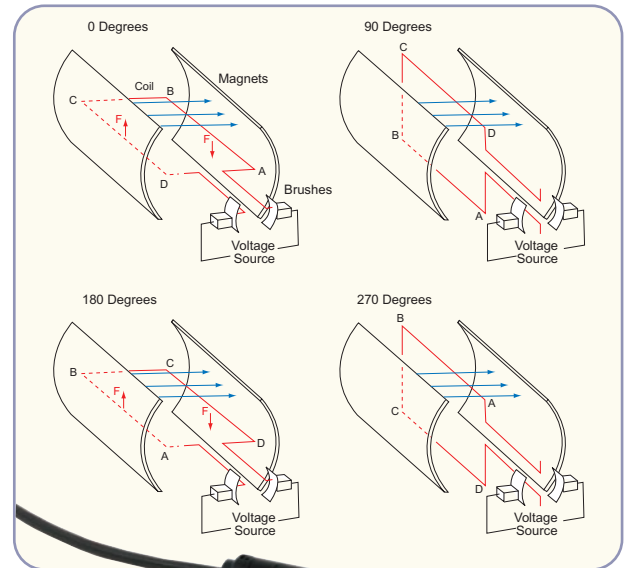 0 Degrees
Coil
B
Magnets
C
F
F
A
D
Brushes
Voltage
Source
90 Degrees
C
D
B
A
Voltage
Source
180 Degrees
C
B
F
F
D
A
Voltage
Source
270 Degrees
B
A
C
D
Voltage
Source